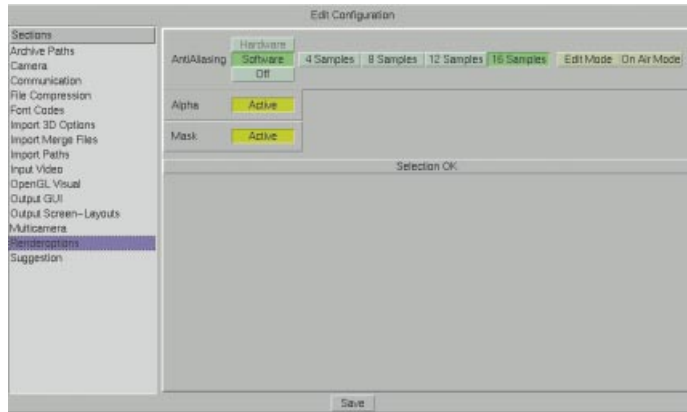 Edit Configuration
Sections
Archive Paths
Camera
Communication
File Compression
Font Codes
Import 3D Options
Import Merge Files
Import Paths
Input Video
OpenGL Visual
Output GUI
Output Screen-Layouts
Multicamera
Renderoptions
Suggestion
AntiAliasing
Hardware
Software
Off
4 Samples 8 Samples 12 Samples 16 Samples
Edit Mode On Air Mode
Alpha Active
Mask Active
Selection OK
Save